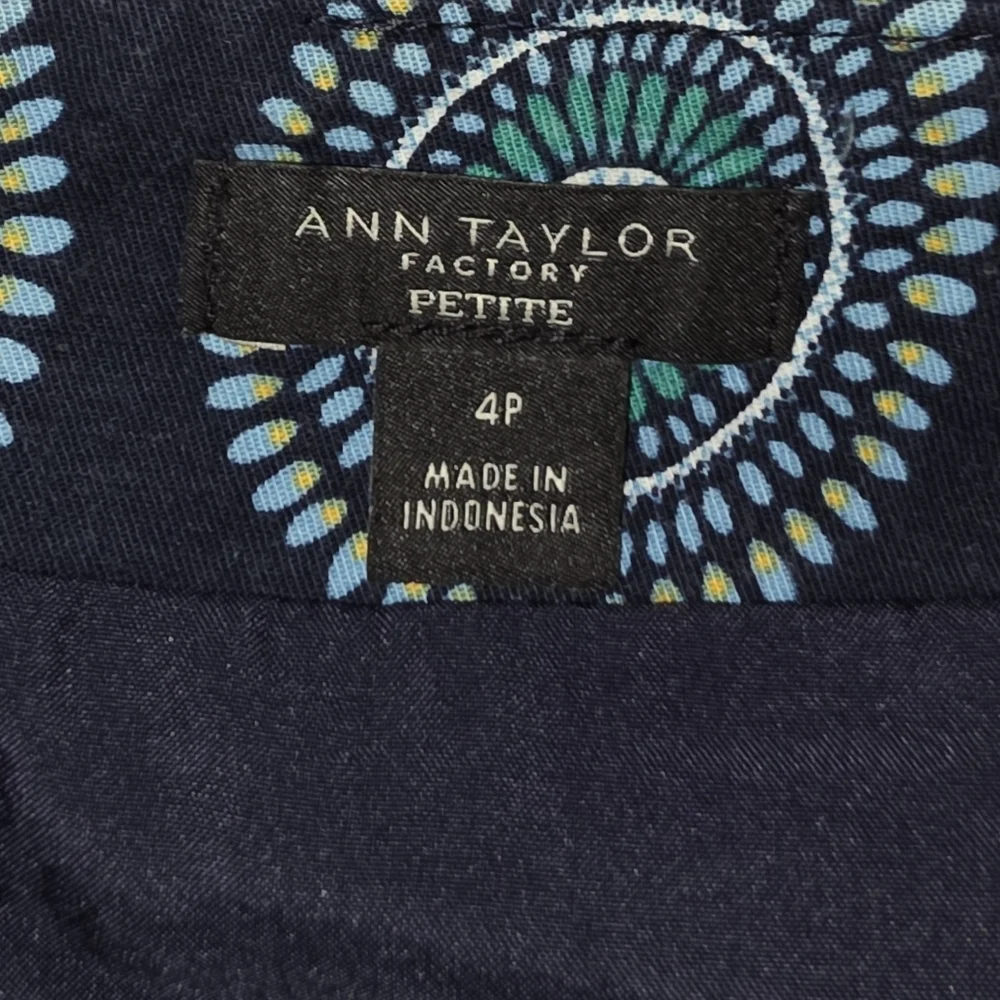 ANN TAYLOR
FACTORY
PETITE
4P
MADE IN
INDONESIA